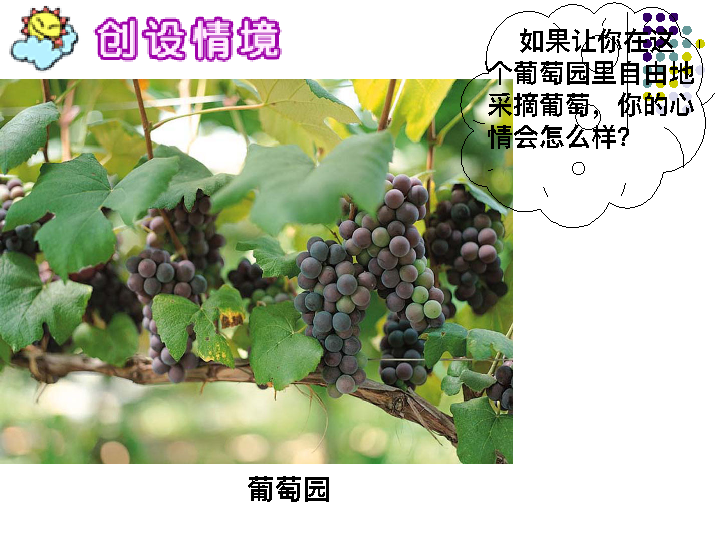 创设情境
如果让你在这
个葡萄园里自由地
采摘葡萄，你的心
情会怎么样？
葡萄园